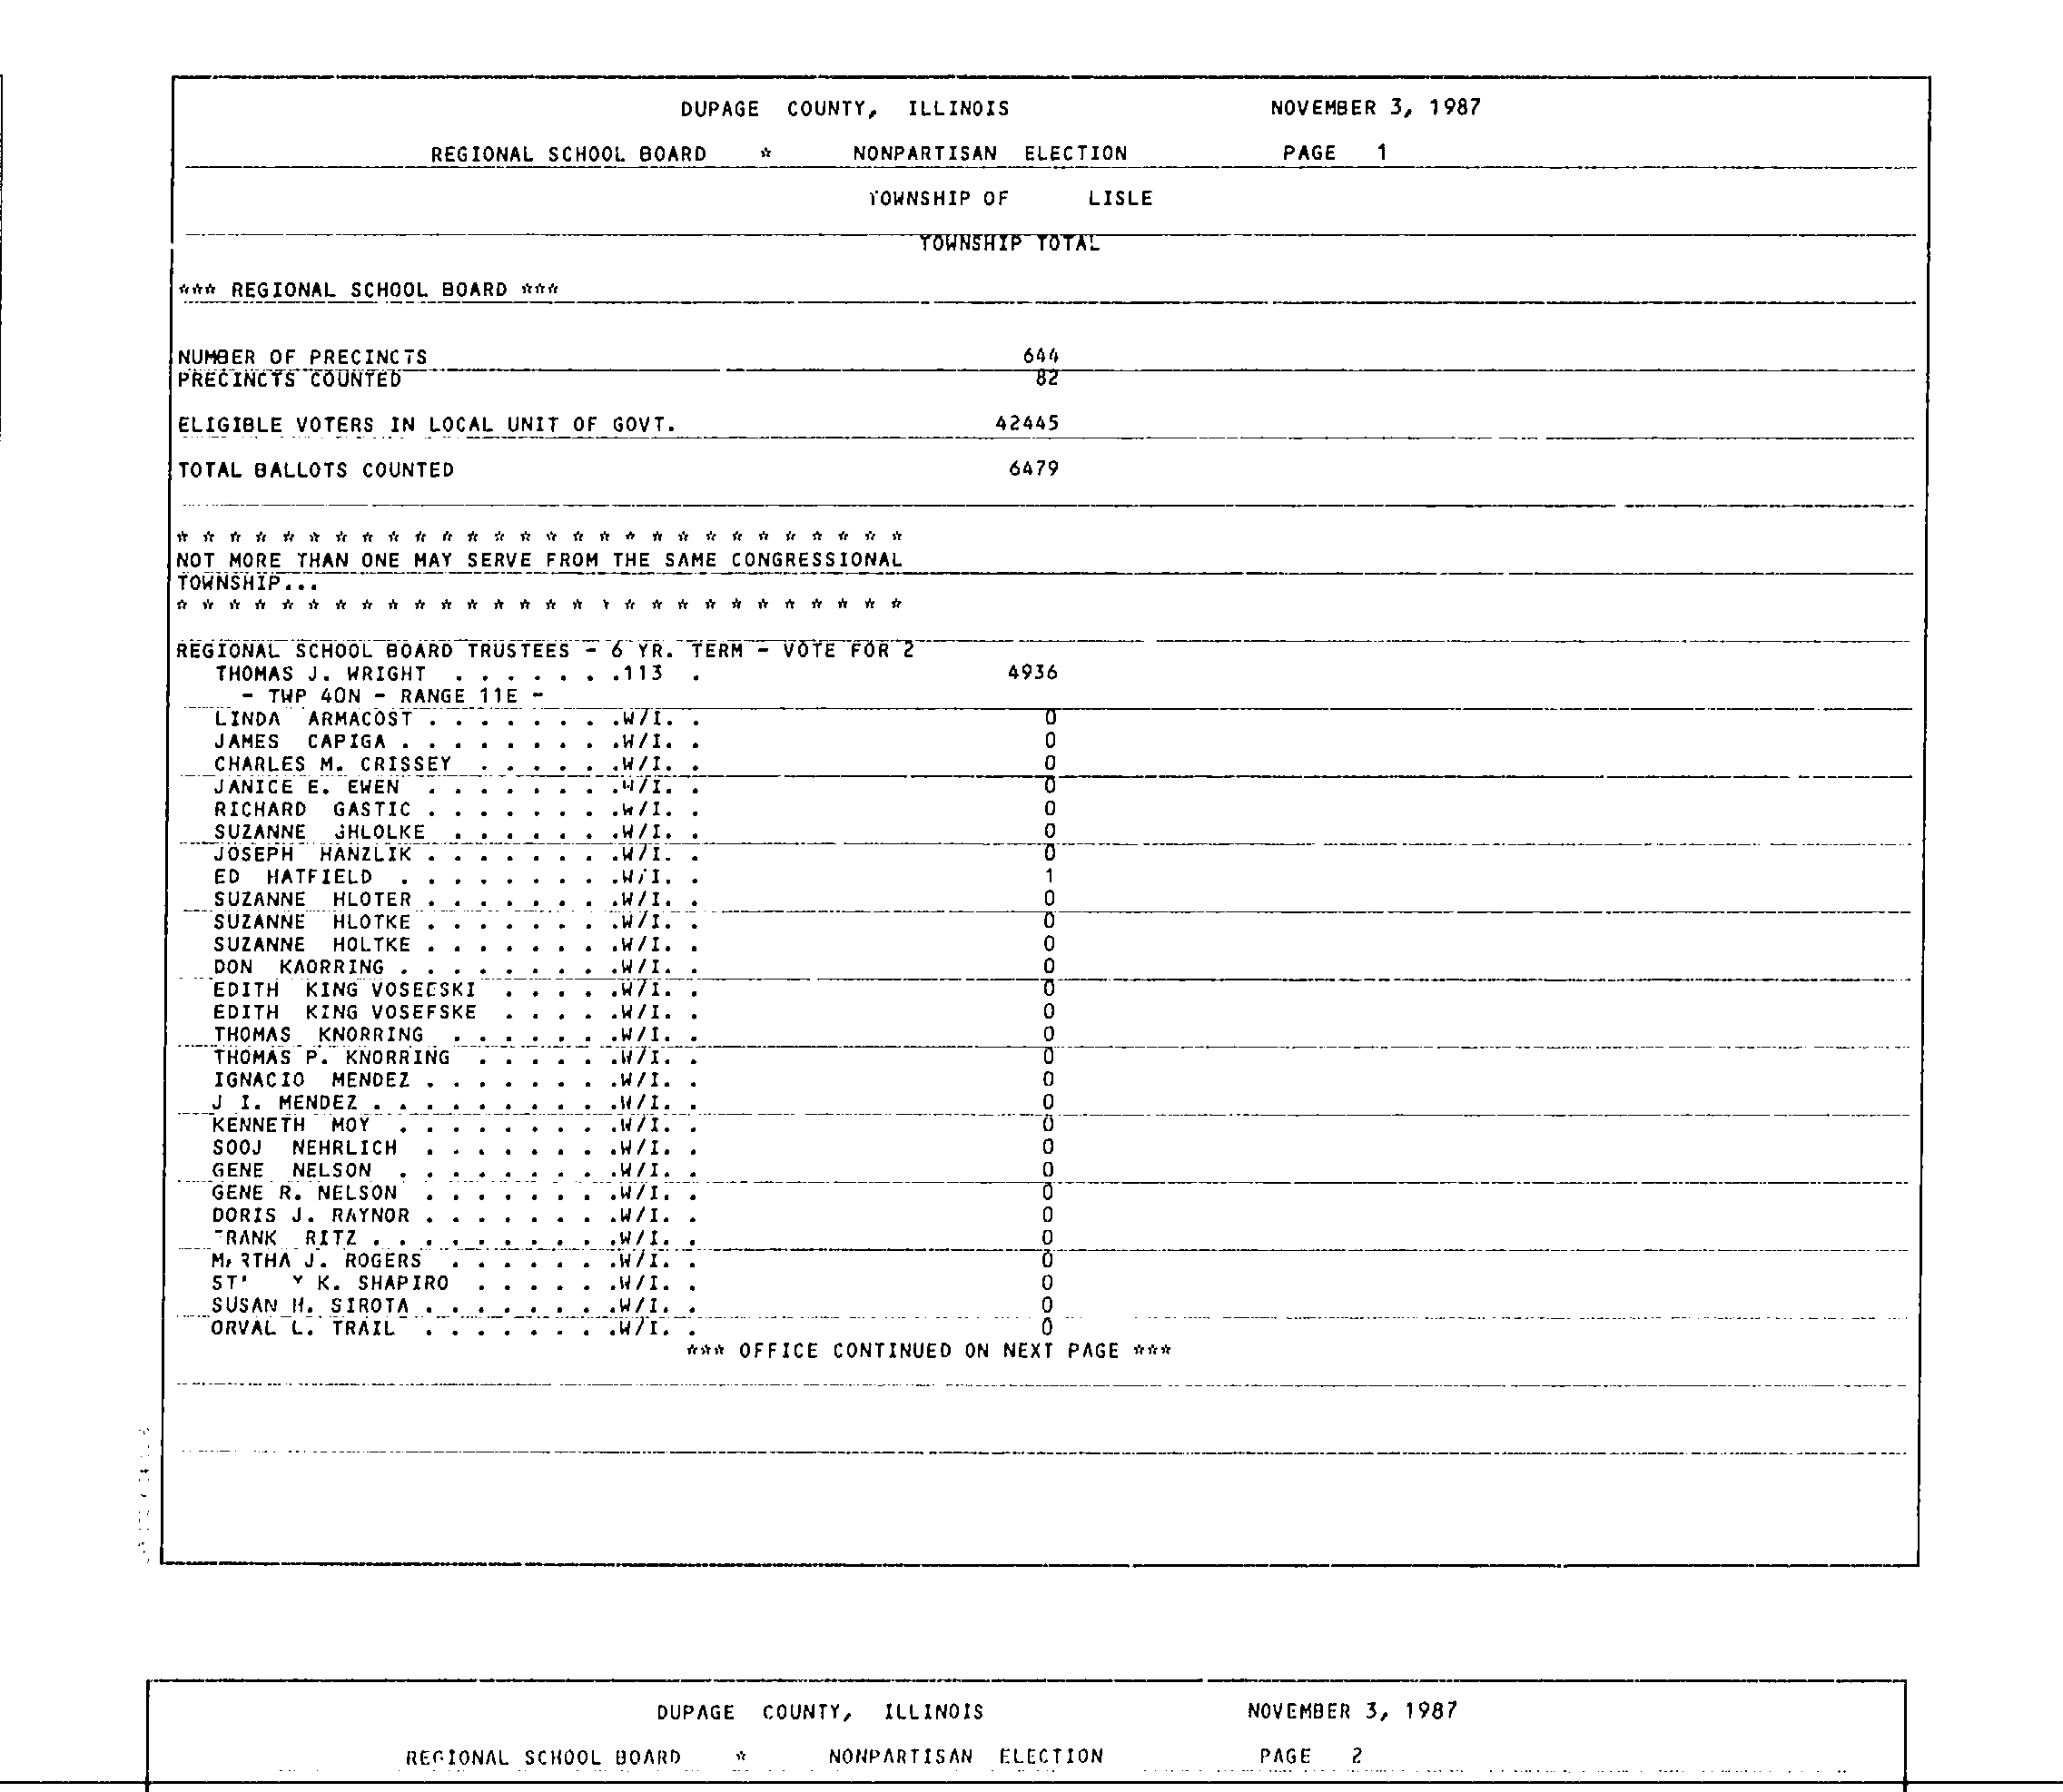 DUPAGE COUNTY, ILLINOIS NOVEMBER 3, 1987
REGIONAL SCHOOL BOARD * NONPARTISAN ELECTION PAGE 1
TOWNSHIP OF LISLE
TOWNSHIP TOTAL
*** REGIONAL SCHOOL BOARD ***
NUMBER OF PRECINCTS 644
PRECINCTS COUNTED 82
ELIGIBLE VOTERS IN LOCAL UNIT OF GOVT. 42445
TOTAL BALLOTS COUNTED 6479
* * * * * * * * * * * * * * * * * * * * * * * * * * * *
NOT MORE THAN ONE MAY SERVE FROM THE SAME CONGRESSIONAL
TOWNSHIP...
* * * * * * * * * * * * * * * * * * * * * * * * * * * *
REGIONAL SCHOOL BOARD TRUSTEES - 6 YR. TERM - VOTE FOR 2
THOMAS J. WRIGHT . . . . . . .113 . 4936
- TWP 40N - RANGE 11E -
LINDA ARMACOST . . . . . . . .W/I. . 0
JAMES CAPIGA . . . . . . . . .W/I. . 0
CHARLES M. CRISSEY . . . . . .W/I. . 0
JANICE E. EWEN . . . . . . . .W/I. . 0
RICHARD GASTIC . . . . . . . .W/I. . 0
SUZANNE GHLOLKE . . . . . . .W/I. . 0
JOSEPH HANZLIK . . . . . . . .W/I. . 0
ED HATFIELD . . . . . . . . .W/I. . 1
SUZANNE HLOTER . . . . . . . .W/I. . 0
SUZANNE HLOTKE . . . . . . . .W/I. . 0
SUZANNE HOLTKE . . . . . . . .W/I. . 0
DON KAORRING . . . . . . . . .W/I. . 0
EDITH KING VOSEESKI . . . . .W/I. . 0
EDITH KING VOSEFSKE . . . . .W/I. . 0
THOMAS KNORRING . . . . . . .W/I. . 0
THOMAS P. KNORRING . . . . . .W/I. . 0
IGNACIO MENDEZ . . . . . . . .W/I. . 0
J I. MENDEZ . . . . . . . . . .W/I. . 0
KENNETH MOY . . . . . . . . .W/I. . 0
SOOJ NEHRLICH . . . . . . . .W/I. . 0
GENE NELSON . . . . . . . . .W/I. . 0
GENE R. NELSON . . . . . . . .W/I. . 0
DORIS J. RAYNOR . . . . . . . .W/I. . 0
FRANK RITZ . . . . . . . . . .W/I. . 0
MARTHA J. ROGERS . . . . . . .W/I. . 0
K. SHAPIRO . . . . . .W/I. . 0
SUSAN H. SIROTA . . . . . . . .W/I. . 0
ORVAL L. TRAIL . . . . . . . .W/I. . 0
*** OFFICE CONTINUED ON NEXT PAGE ***
DUPAGE COUNTY, ILLINOIS NOVEMBER 3, 1987
REGIONAL SCHOOL BOARD * NONPARTISAN ELECTION PAGE 2